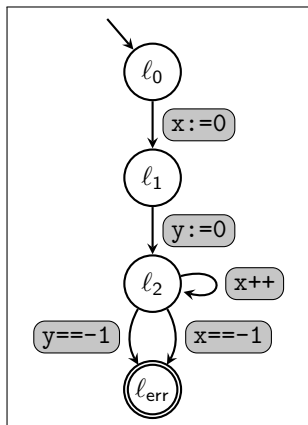 ℓ0
x:=0
ℓ1
y:=0
ℓ2
x++
y==-1
x==-1
ℓerr